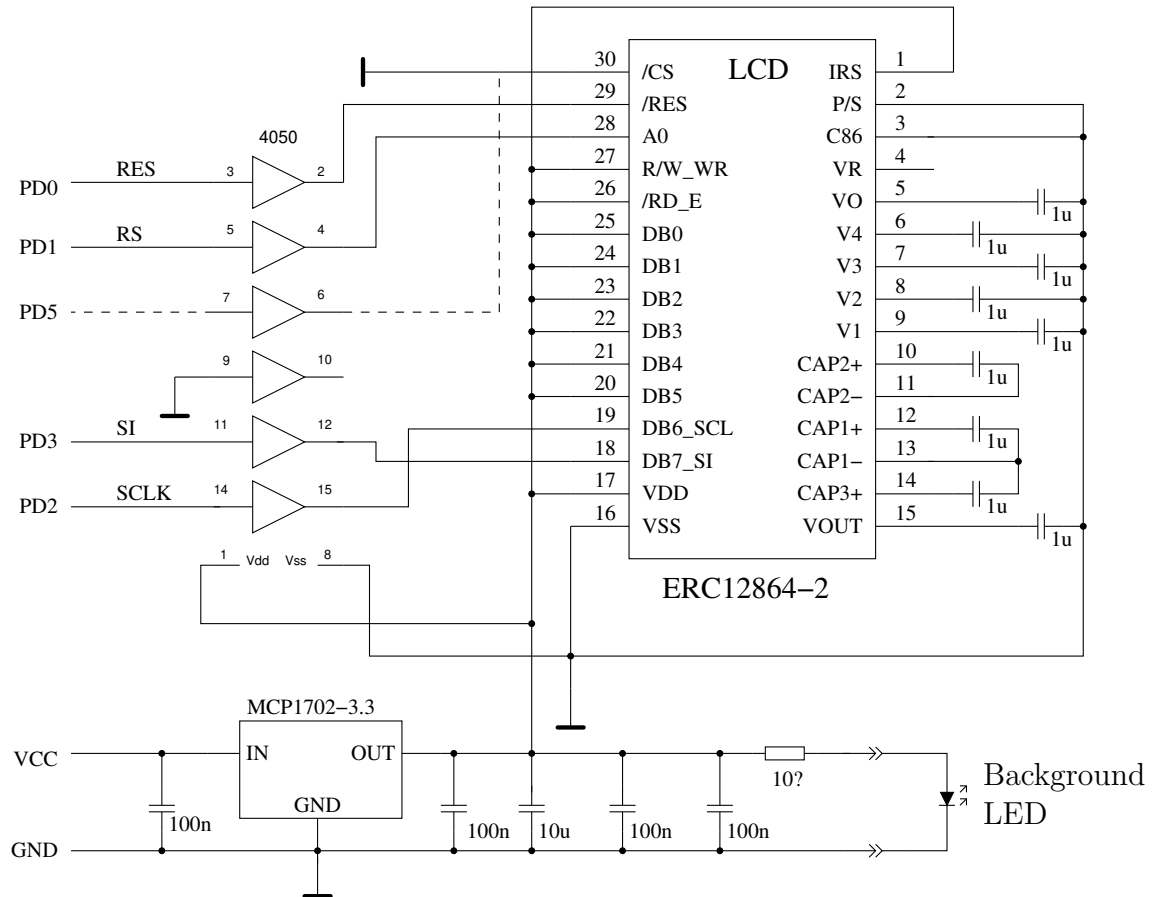 LCD
ERC12864−2
30 /CS
29 /RES
28 A0
27 R/W_WR
26 /RD_E
25 DB0
24 DB1
23 DB2
22 DB3
21 DB4
20 DB5
19 DB6_SCL
18 DB7_SI
17 VDD
16 VSS
IRS 1
P/S 2
C86 3
VR 4
VO 5
1u
V4 6
1u
V3 7
1u
V2 8
1u
V1 9
1u
CAP2+ 10
1u
CAP2− 11
CAP1+ 12
1u
CAP1− 13
CAP3+ 14
1u
VOUT 15
1u
4050
PD0 RES 3 2
PD1 RS 5 4
PD5 7 6
9 10
PD3 SI 11 12
PD2 SCLK 14 15
1 Vdd Vss 8
MCP1702−3.3
VCC IN OUT
GND
10?
100n 100n 10u 100n 100n
GND
Background
LED